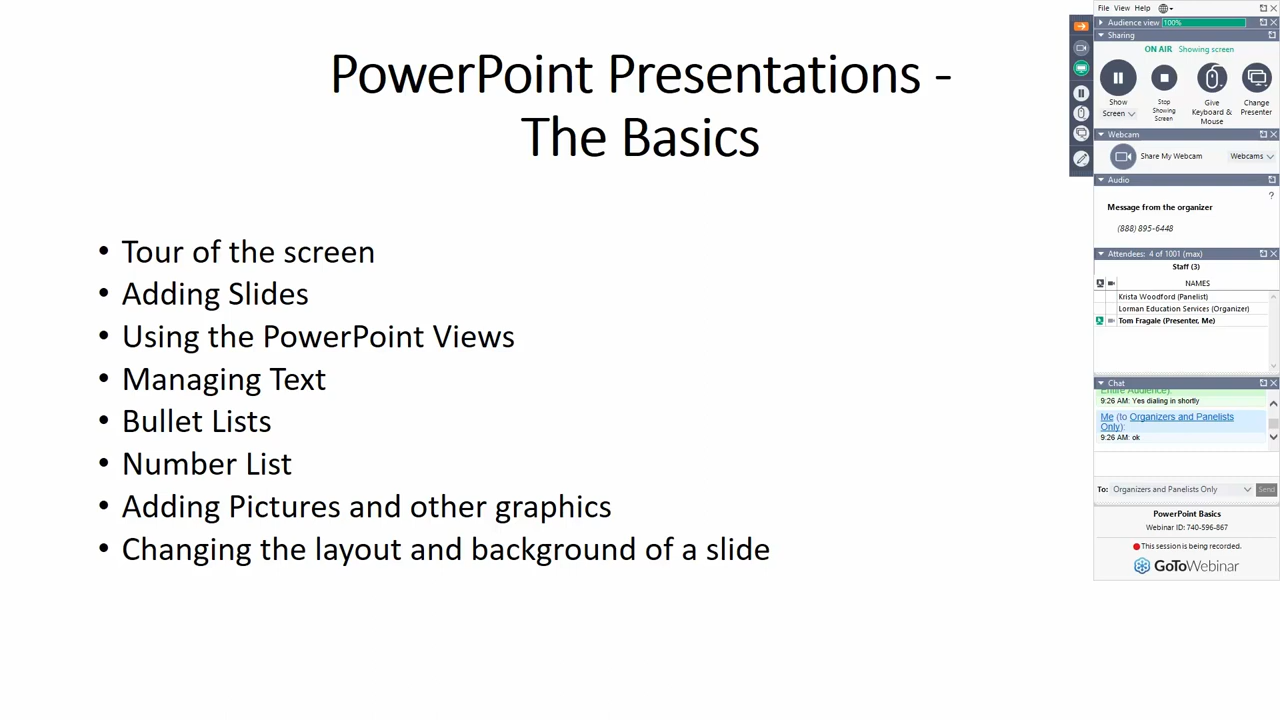 PowerPoint Presentations -
The Basics
• Tour of the screen
• Adding Slides
• Using the PowerPoint Views
• Managing Text
• Bullet Lists
• Number List
• Adding Pictures and other graphics
• Changing the layout and background of a slide
File View Help
Audience view 100%
Sharing
ON AIR Showing screen
Show
Screen
Stop
Showing
Screen
Give
Keyboard &
Mouse
Change
Presenter
Webcam
Share My Webcam
Webcams
Audio
?
Message from the organizer
(888) 895-6448
Attendees: 4 of 1001 (max)
Staff (3)
NAMES
Krista Woodford (Panelist)
Lorman Education Services (Organizer)
Tom Fragale (Presenter, Me)
Chat
Entire Audience):
9:26 AM: Yes dialing in shortly
Me (to Organizers and Panelists
Only):
9:26 AM: ok
To: Organizers and Panelists Only
Send
PowerPoint Basics
Webinar ID: 740-596-867
This session is being recorded.
GoToWebinar